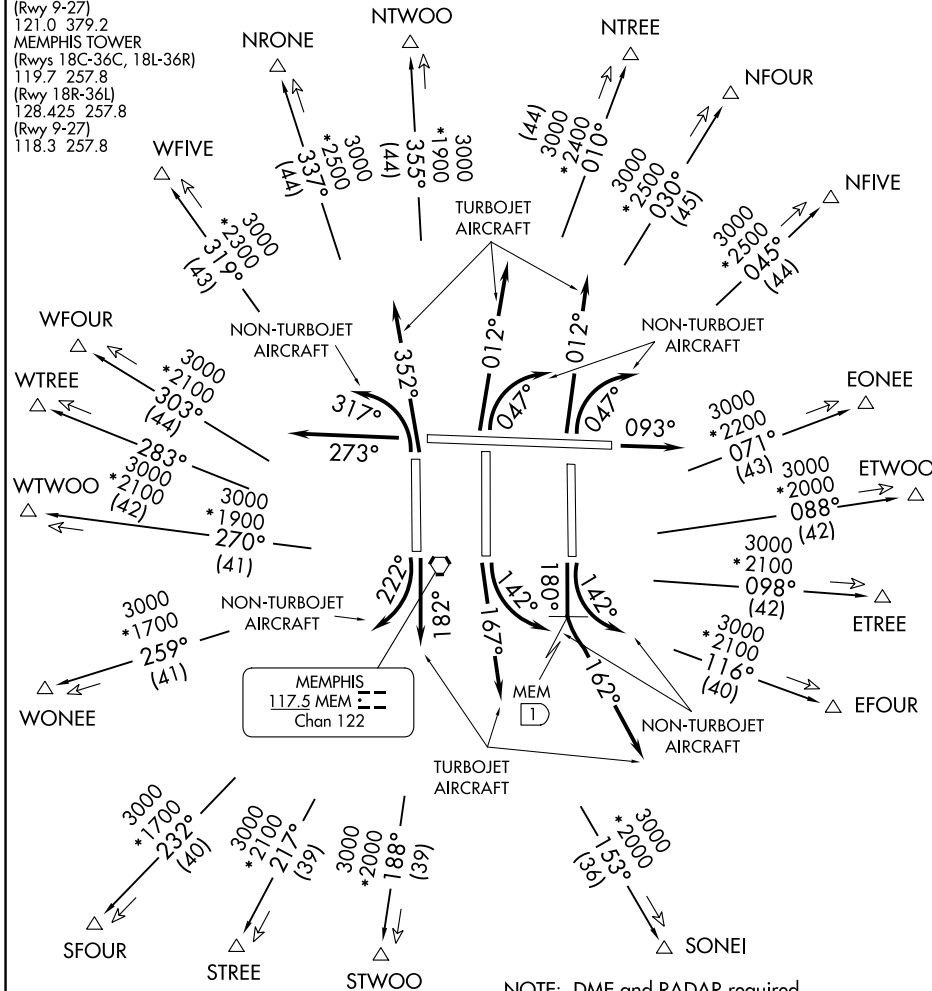 (Rwy 9-27)
121.0 379.2
MEMPHIS TOWER
(Rwys 18C-36C, 18L-36R)
119.7 257.8
(Rwy 18R-36L)
128.425 257.8
(Rwy 9-27)
118.3 257.8
NTWOO
3000
*1900
355°
(44)
NRONE
3000
*2500
337°
(44)
NTREE
(44)
3000
*2400
010°
NFOUR
3000
*2500
030°
(45)
WFIVE
3000
*2300
319°
(43)
NFIVE
3000
*2500
045°
(44)
TURBOJET
AIRCRAFT
NON-TURBOJET
AIRCRAFT
NON-TURBOJET
AIRCRAFT
352°
012°
012°
317°
047°
047°
273°
093°
WFOUR
3000
*2100
303°
(44)
WTREE
283°
3000
*2100
(42)
WTWOO
3000
*1900
270°
(41)
EONEE
3000
*2200
071°
(43)
ETWOO
3000
*2000
088°
(42)
3000
*2100
098°
(42)
ETREE
3000
*2100
116°
(40)
EFOUR
222°
182°
167°
142°
180°
142°
162°
NON-TURBOJET
AIRCRAFT
3000
*1700
259°
(41)
WONEE
MEMPHIS
117.5 MEM
Chan 122
MEM
1
NON-TURBOJET
AIRCRAFT
TURBOJET
AIRCRAFT
3000
*1700
232°
(40)
SFOUR
3000
*2100
217°
(39)
STREE
3000
*2000
188°
(39)
STWOO
3000
*2000
153°
(36)
SONEI
NOTE: DME and RADAR required